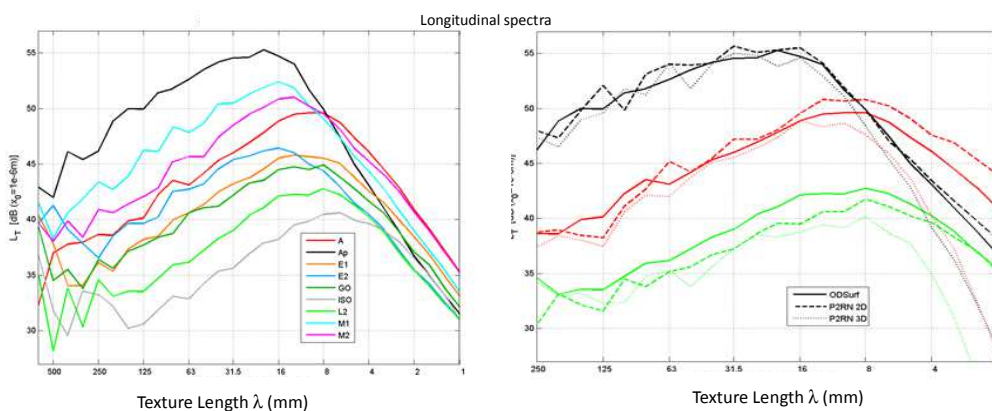 Longitudinal spectra
L_T [dB (x_0=1e-6m)]
55
50
45
40
35
30
500
250
125
63
31.5
16
8
4
2
1
A
Ap
E1
E2
GO
ISO
L2
M1
M2
Texture Length λ (mm)
55
50
45
40
35
30
250
125
63
31.5
16
8
4
ODSurf
P2RN 2D
P2RN 3D
Texture Length λ (mm)